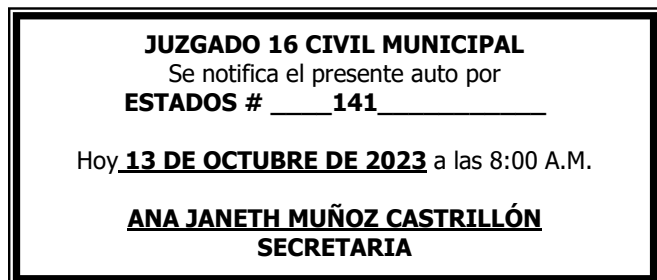 JUZGADO 16 CIVIL MUNICIPAL
Se notifica el presente auto por
ESTADOS # ____141___________
Hoy 13 DE OCTUBRE DE 2023 a las 8:00 A.M.
ANA JANETH MUÑOZ CASTRILLÓN
SECRETARIA